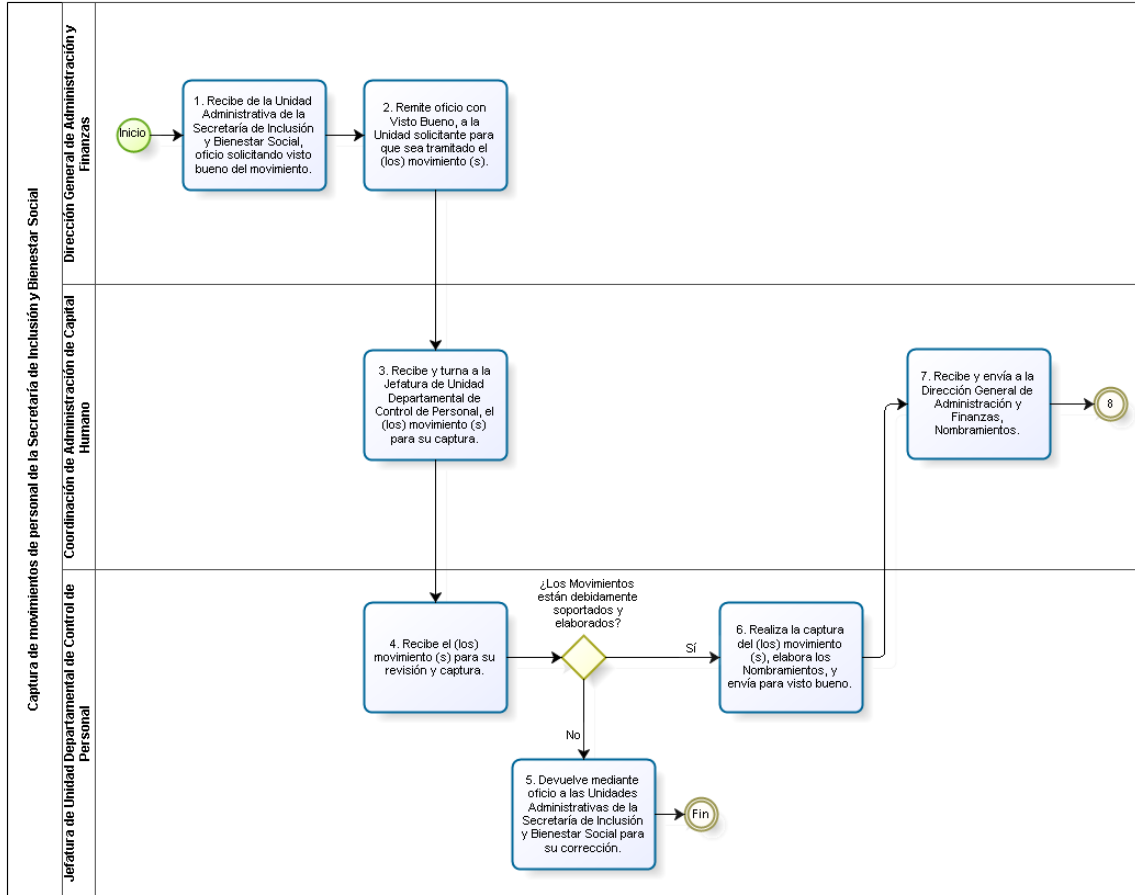 Captura de movimientos de personal de la Secretaría de Inclusión y Bienestar Social
Dirección General de Administración y
Finanzas
Inicio
1. Recibe de la Unidad
Administrativa de la
Secretaría de Inclusión
y Bienestar Social,
oficio solicitando visto
bueno del movimiento.
2. Remite oficio con
Visto Bueno, a la
Unidad solicitante para
que sea tramitado el
(los) movimiento (s).
Coordinación de Administración de Capital
Humano
3. Recibe y turna a la
Jefatura de Unidad
Departamental de
Control de Personal, el
(los) movimiento (s)
para su captura.
7. Recibe y envía a la
Dirección General de
Administración y
Finanzas,
Nombramientos.
8
Jefatura de Unidad Departamental de Control de
Personal
4. Recibe el (los)
movimiento (s) para su
revisión y captura.
¿Los Movimientos
están debidamente
soportados y
elaborados?
Sí
No
6. Realiza la captura
del (los) movimiento
(s), elabora los
Nombramientos, y
envía para visto bueno.
5. Devuelve mediante
oficio a las Unidades
Administrativas de la
Secretaría de Inclusión
y Bienestar Social para
su corrección.
Fin